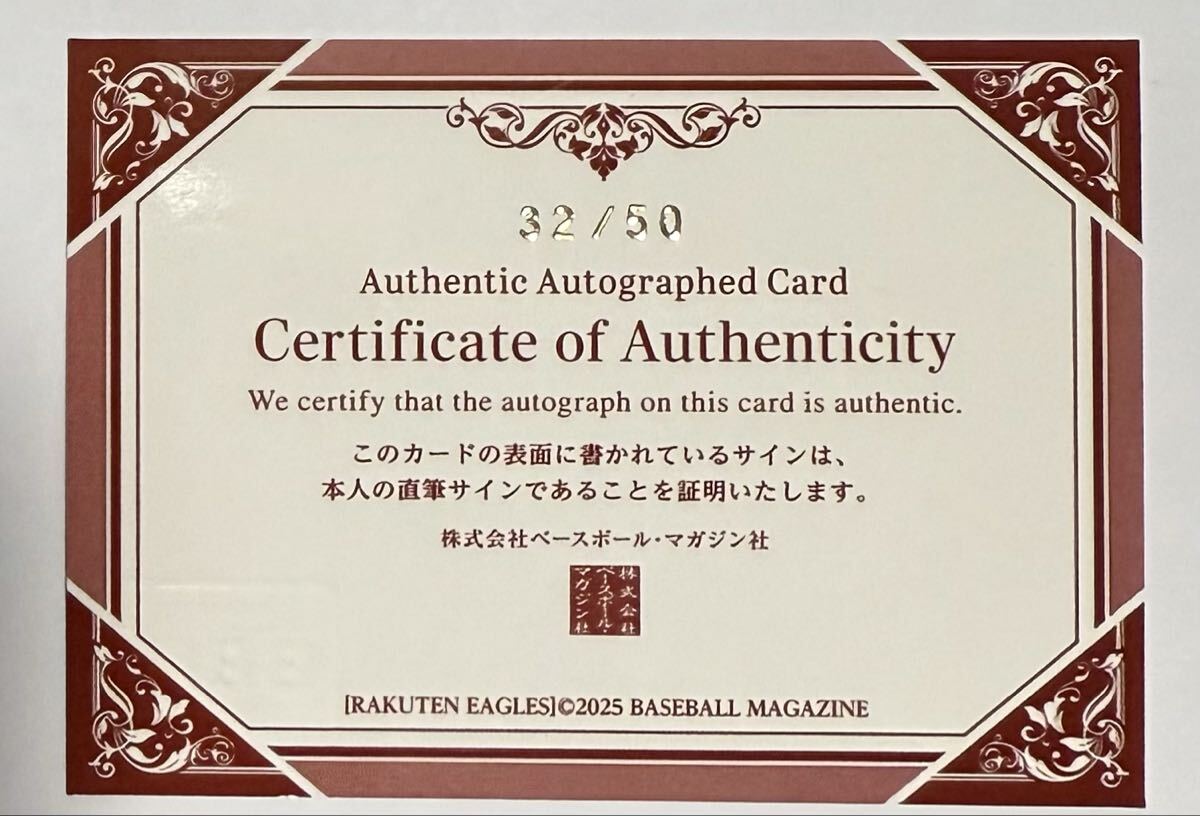 32/50
Authentic Autographed Card
Certificate of Authenticity
We certify that the autograph on this card is authentic.
このカードの表面に書かれているサインは、
本人の直筆サインであることを証明いたします。
株式会社ベースボール・マガジン社
株式会社
ベースボール・
マガジン社
[RAKUTEN EAGLES]©2025 BASEBALL MAGAZINE